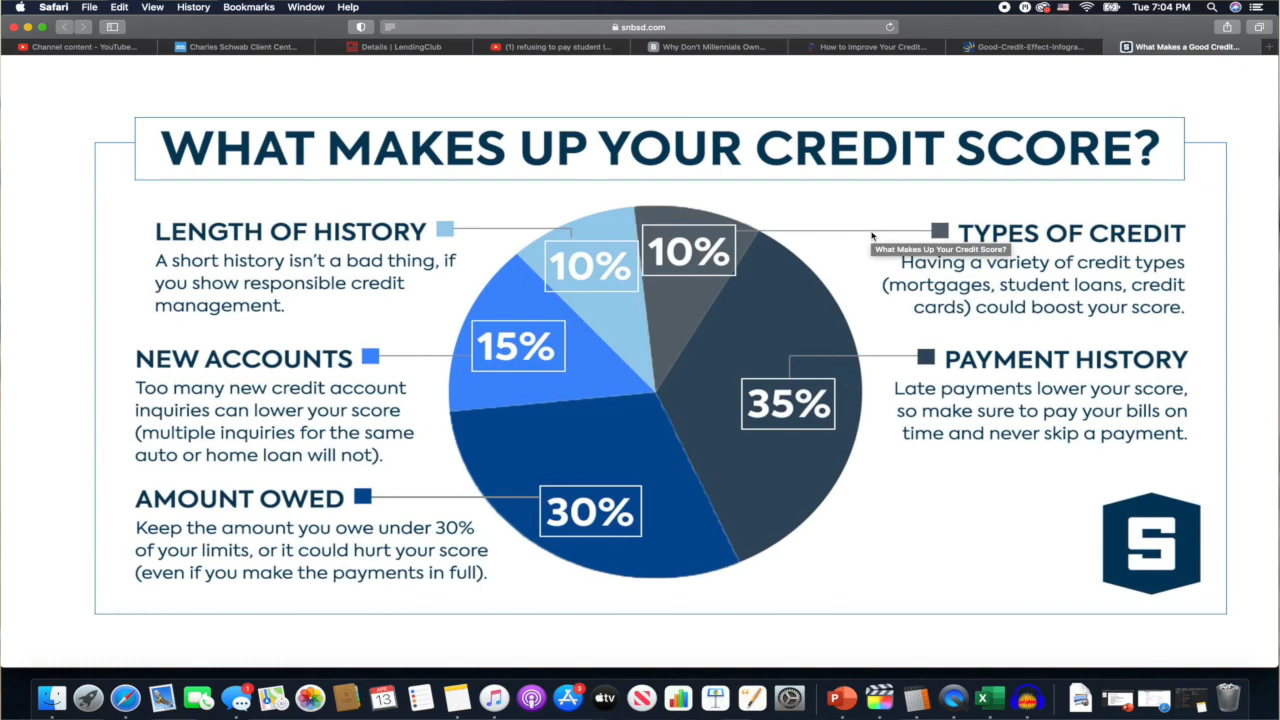 Safari File Edit View History Bookmarks Window Help Tue 7:04 PM
snbsd.com
Channel content - YouTube... Charles Schwab Client Cent... Details | LendingClub (1) refusing to pay student l... Why Don't Millennials Own... How to Improve Your Credit... Good-Credit-Effect-Infogra... What Makes a Good Credit...
WHAT MAKES UP YOUR CREDIT SCORE?
LENGTH OF HISTORY
A short history isn't a bad thing, if
you show responsible credit
management.
10%
10%
TYPES OF CREDIT
What Makes Up Your Credit Score?
Having a variety of credit types
(mortgages, student loans, credit
cards) could boost your score.
NEW ACCOUNTS
Too many new credit account
inquiries can lower your score
(multiple inquiries for the same
auto or home loan will not).
15%
35%
PAYMENT HISTORY
Late payments lower your score,
so make sure to pay your bills on
time and never skip a payment.
AMOUNT OWED
Keep the amount you owe under 30%
of your limits, or it could hurt your score
(even if you make the payments in full).
30%
S
1
APR
13
3
tv